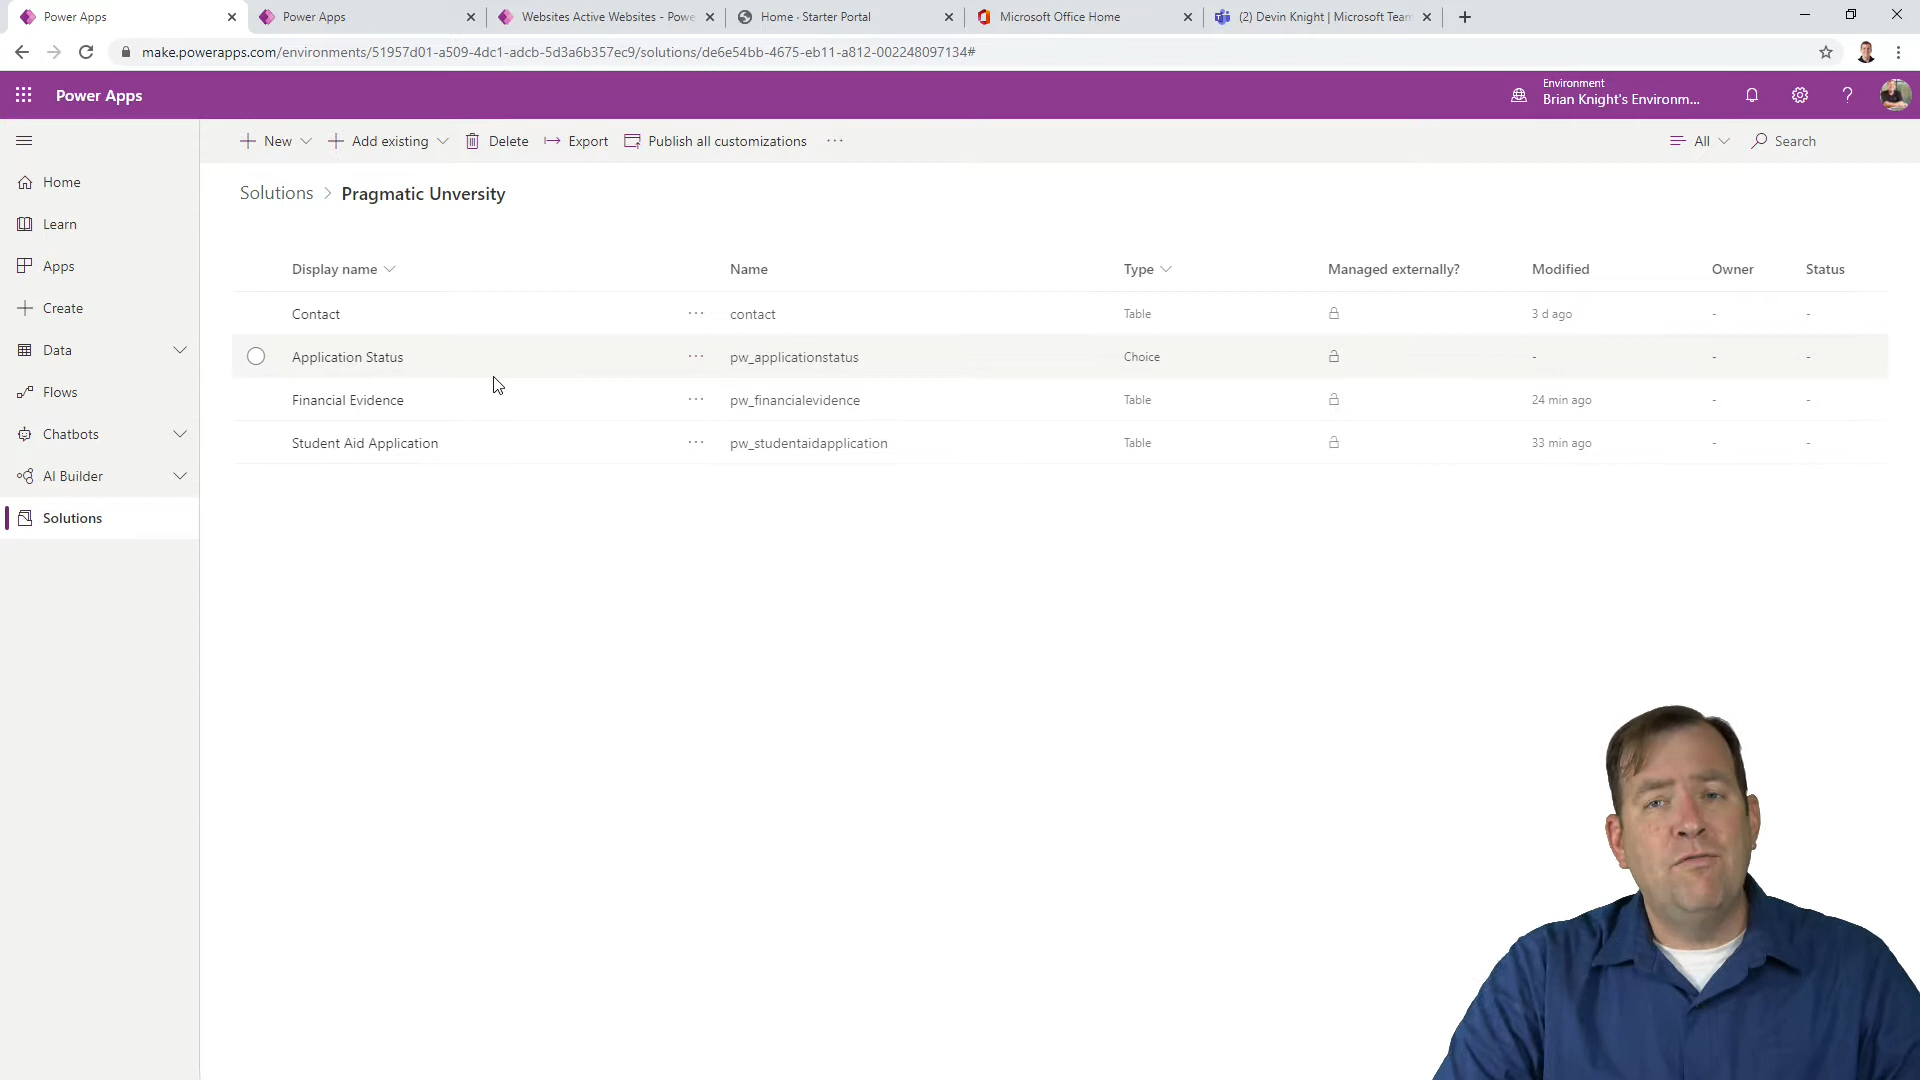 Power Apps
Power Apps
Websites Active Websites - Powe
Home · Starter Portal
Microsoft Office Home
(2) Devin Knight | Microsoft Team
make.powerapps.com/environments/51957d01-a509-4dc1-adcb-5d3a6b357ec9/solutions/de6e54bb-4675-eb11-a812-002248097134#
Power Apps
Environment
Brian Knight's Environm...
New
Add existing
Delete
Export
Publish all customizations
All
Search
Home
Learn
Apps
Create
Data
Flows
Chatbots
AI Builder
Solutions
Solutions > Pragmatic Unversity
Display name Name Type Managed externally? Modified Owner Status
Contact ... contact Table 3 d ago - -
Application Status ... pw_applicationstatus Choice - - -
Financial Evidence ... pw_financialevidence Table 24 min ago - -
Student Aid Application ... pw_studentaidapplication Table 33 min ago - -